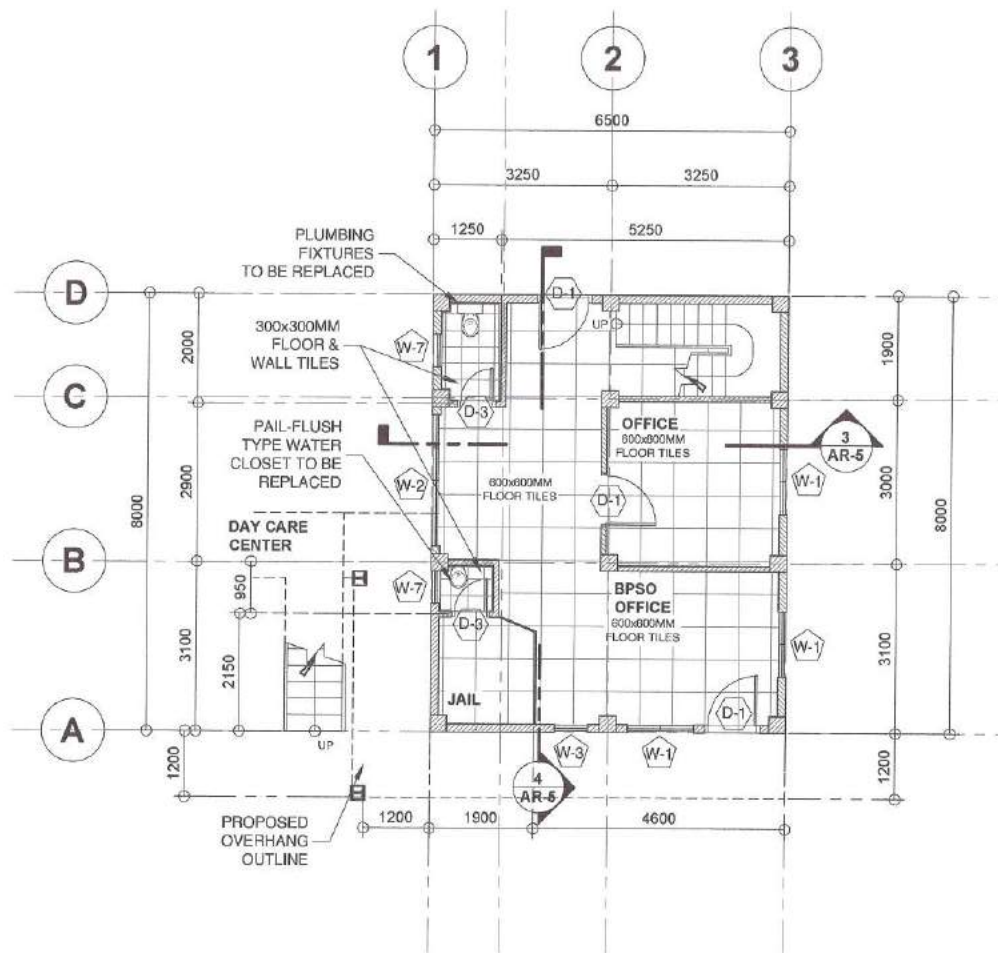 1
2
3
6500
3250
3250
1250
5250
PLUMBING
FIXTURES
TO BE REPLACED
D
D-1
UP
300x300MM
FLOOR &
WALL TILES
W-7
2000
1900
C
D-3
PAIL-FLUSH
TYPE WATER
CLOSET TO BE
REPLACED
OFFICE
600x600MM
FLOOR TILES
3
AR-5
W-2
W-1
600x600MM
FLOOR TILES
D-1
2900
3000
8000
8000
DAY CARE
CENTER
B
W-7
950
BPSO
OFFICE
600x600MM
FLOOR TILES
D-3
W-1
3100
2150
3100
JAIL
D-1
A
UP
W-3
W-1
1200
4
AR-5
1200
PROPOSED
OVERHANG
OUTLINE
1200
1900
4600